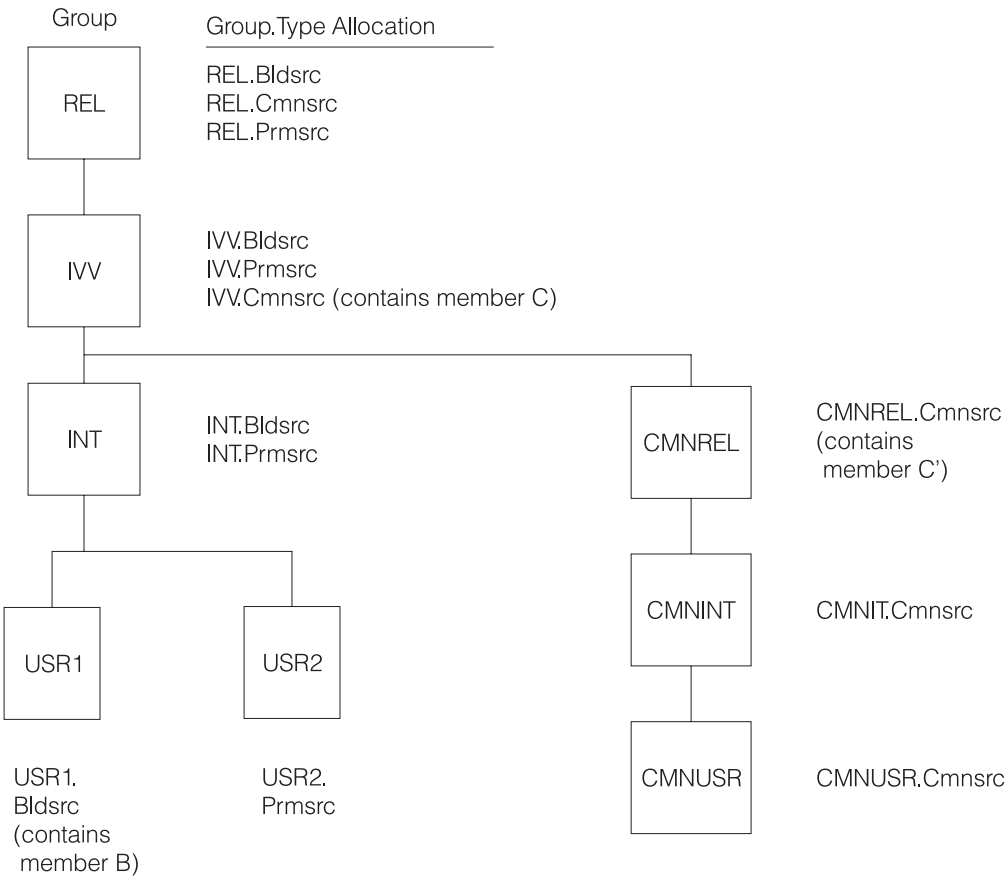 Group
Group.Type Allocation
REL
REL.Bldsrc
REL.Cmnsrc
REL.Prmsrc
IVV
IVV.Bldsrc
IVV.Prmsrc
IVV.Cmnsrc (contains member C)
INT
INT.Bldsrc
INT.Prmsrc
CMNREL
CMNREL.Cmnsrc
(contains
member C')
USR1
USR2
CMNINT
CMNIT.Cmnsrc
USR1.
Bldsrc
(contains
member B)
USR2.
Prmsrc
CMNUSR
CMNUSR.Cmnsrc